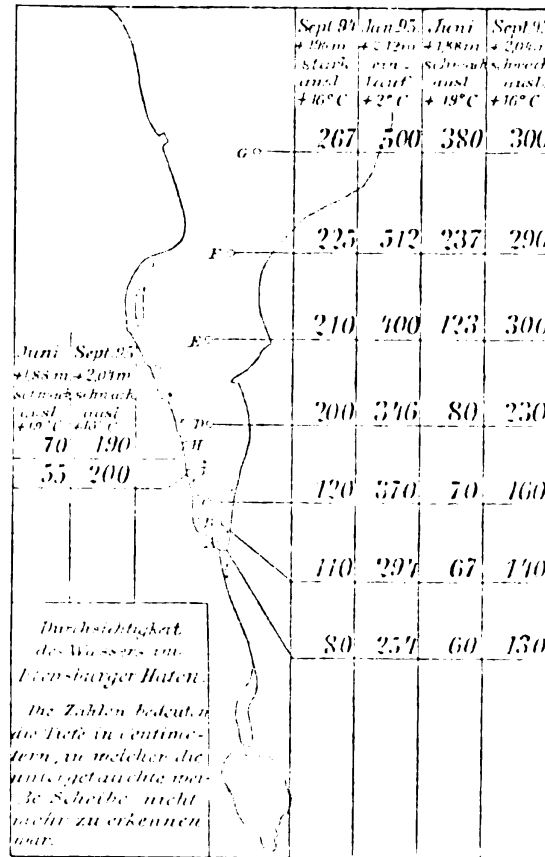 Sept. 94 Jan. 95 Juni Sept. 95
+1,96 m +2,12 m +1,88 m +2,04 m
stark ein- schwach schwach
ausl. lauf. ausl. ausl.
+16° C +2° C +19° C +16° C
G 267 500 380 300
F 225 512 237 290
E 210 400 123 300
Juni Sept. 95
+1,88 m +2,04 m
schwach schwach
ausl. ausl.
+19° C
D 200 346 80 230
70 190 H
55 200 J
C 120 370 70 160
B 110 294 67 140
A 80 254 60 130
Durchsichtigkeit
des Wassers im
Flensburger Hafen.
Die Zahlen bedeuten
die Tiefe in Centime-
tern, in welcher die
untergetauchte wei-
ße Scheibe nicht
mehr zu erkennen
war.